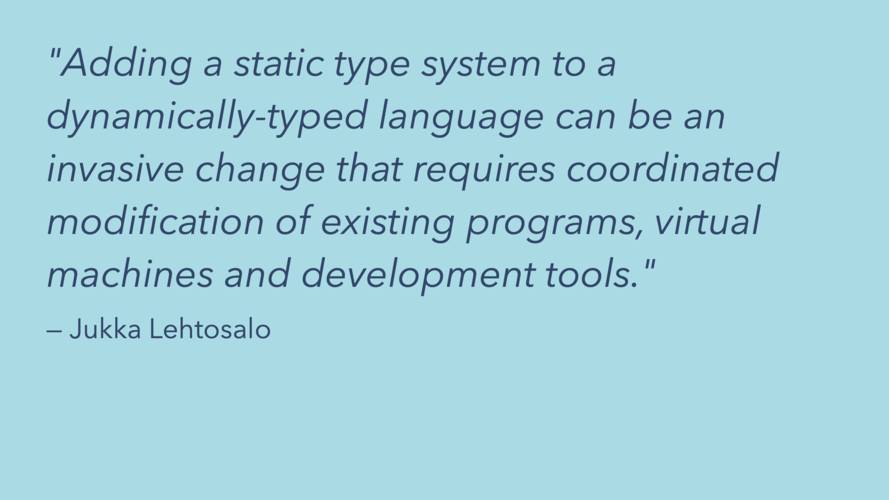 "Adding a static type system to a
dynamically-typed language can be an
invasive change that requires coordinated
modification of existing programs, virtual
machines and development tools."
– Jukka Lehtosalo